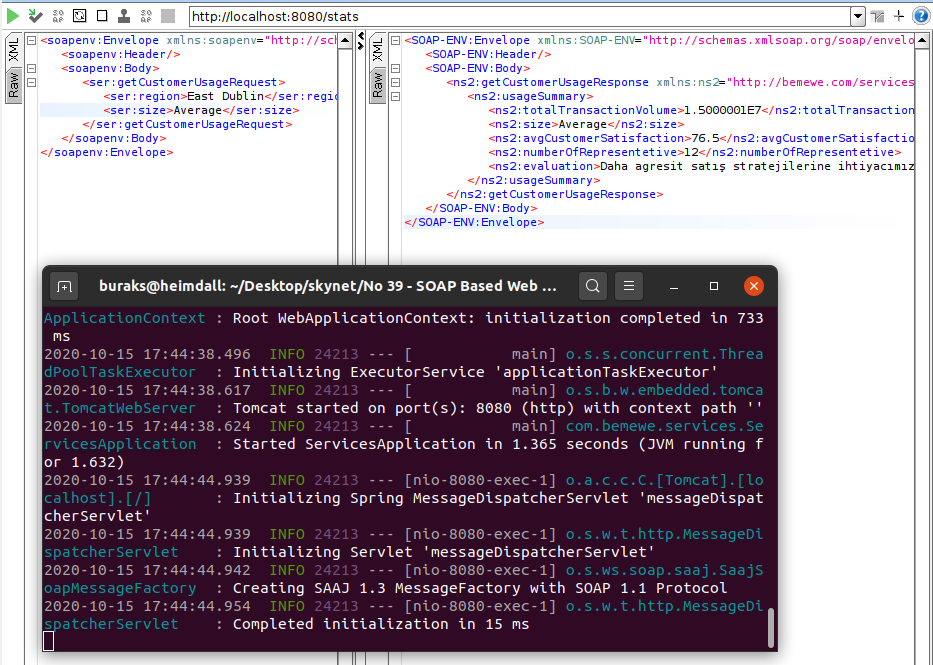 http://localhost:8080/stats
XML
Raw
<soapenv:Envelope xmlns:soapenv="http://sch
<soapenv:Header/>
<soapenv:Body>
<ser:getCustomerUsageRequest>
<ser:region>East Dublin</ser:regio
<ser:size>Average</ser:size>
</ser:getCustomerUsageRequest>
</soapenv:Body>
</soapenv:Envelope>
XML
Raw
<SOAP-ENV:Envelope xmlns:SOAP-ENV="http://schemas.xmlsoap.org/soap/envelo
<SOAP-ENV:Header/>
<SOAP-ENV:Body>
<ns2:getCustomerUsageResponse xmlns:ns2="http://bemewe.com/services
<ns2:usageSummary>
<ns2:totalTransactionVolume>1.5000001E7</ns2:totalTransaction
<ns2:size>Average</ns2:size>
<ns2:avgCustomerSatisfaction>76.5</ns2:avgCustomerSatisfactio
<ns2:numberOfRepresentetive>12</ns2:numberOfRepresentetive>
<ns2:evaluation>Daha agresit satış stratejilerine ihtiyacımız
</ns2:usageSummary>
</ns2:getCustomerUsageResponse>
</SOAP-ENV:Body>
</SOAP-ENV:Envelope>
buraks@heimdall: ~/Desktop/skynet/No 39 - SOAP Based Web ...
ApplicationContext : Root WebApplicationContext: initialization completed in 733
ms
2020-10-15 17:44:38.496 INFO 24213 --- [ main] o.s.s.concurrent.Threa
dPoolTaskExecutor : Initializing ExecutorService 'applicationTaskExecutor'
2020-10-15 17:44:38.617 INFO 24213 --- [ main] o.s.b.w.embedded.tomca
t.TomcatWebServer : Tomcat started on port(s): 8080 (http) with context path ''
2020-10-15 17:44:38.624 INFO 24213 --- [ main] com.bemewe.services.Se
rvicesApplication : Started ServicesApplication in 1.365 seconds (JVM running f
or 1.632)
2020-10-15 17:44:44.939 INFO 24213 --- [nio-8080-exec-1] o.a.c.c.C.[Tomcat].[lo
calhost].[/] : Initializing Spring MessageDispatcherServlet 'messageDispat
cherServlet'
2020-10-15 17:44:44.939 INFO 24213 --- [nio-8080-exec-1] o.s.w.t.http.MessageDi
spatcherServlet : Initializing Servlet 'messageDispatcherServlet'
2020-10-15 17:44:44.942 INFO 24213 --- [nio-8080-exec-1] o.s.ws.soap.saaj.SaajS
oapMessageFactory : Creating SAAJ 1.3 MessageFactory with SOAP 1.1 Protocol
2020-10-15 17:44:44.954 INFO 24213 --- [nio-8080-exec-1] o.s.w.t.http.MessageDi
spatcherServlet : Completed initialization in 15 ms